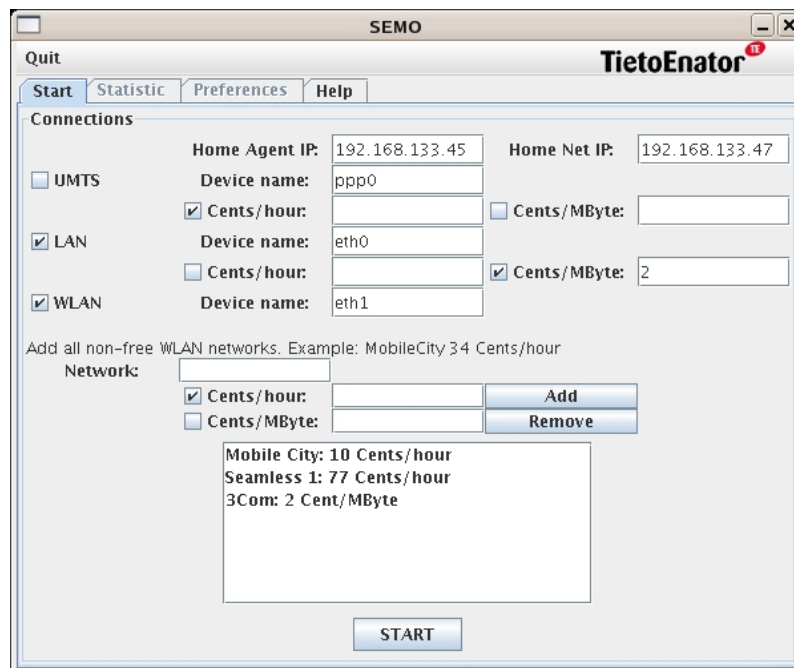 SEMO
Quit
TietoEnator TE
Start Statistic Preferences Help
Connections
Home Agent IP: 192.168.133.45 Home Net IP: 192.168.133.47
UMTS Device name: ppp0
Cents/hour: Cents/MByte:
LAN Device name: eth0
Cents/hour: Cents/MByte: 2
WLAN Device name: eth1
Add all non-free WLAN networks. Example: MobileCity 34 Cents/hour
Network:
Cents/hour: Add
Cents/MByte: Remove
Mobile City: 10 Cents/hour
Seamless 1: 77 Cents/hour
3Com: 2 Cent/MByte
START